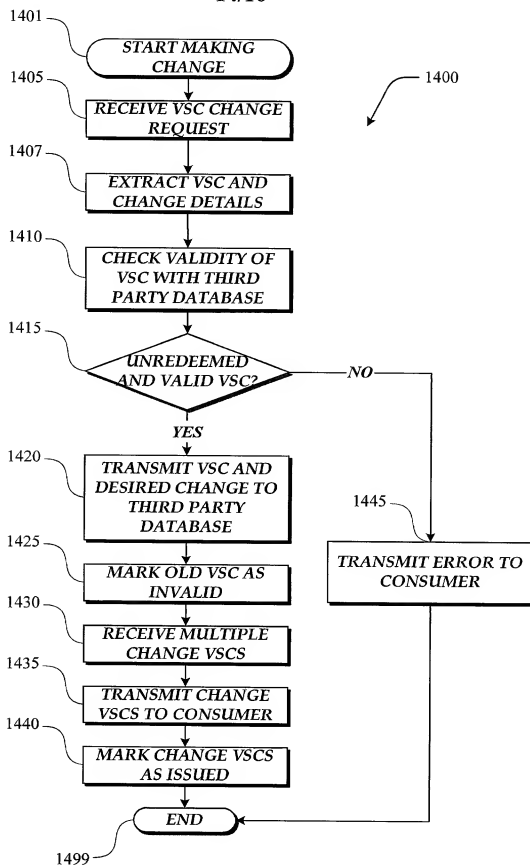 1401
START MAKING
CHANGE
1400
1405
RECEIVE VSC CHANGE
REQUEST
1407
EXTRACT VSC AND
CHANGE DETAILS
1410
CHECK VALIDITY OF
VSC WITH THIRD
PARTY DATABASE
1415
UNREDEEMED
AND VALID VSC?
NO
YES
1420
TRANSMIT VSC AND
DESIRED CHANGE TO
THIRD PARTY
DATABASE
1445
TRANSMIT ERROR TO
CONSUMER
1425
MARK OLD VSC AS
INVALID
1430
RECEIVE MULTIPLE
CHANGE VSCS
1435
TRANSMIT CHANGE
VSCS TO CONSUMER
1440
MARK CHANGE VSCS
AS ISSUED
END
1499